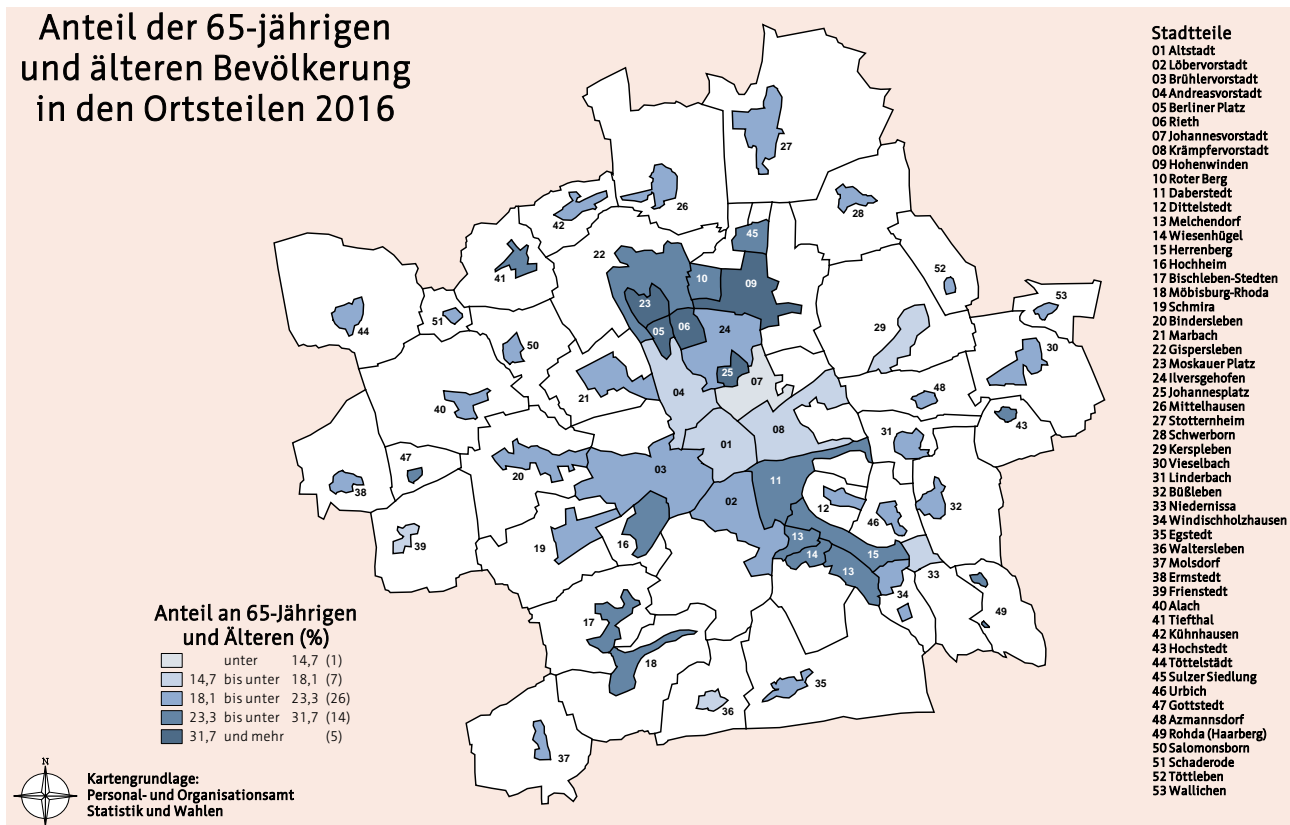 Anteil der 65-jährigen
und älteren Bevölkerung
in den Ortsteilen 2016
Stadtteile
01 Altstadt
02 Löbervorstadt
03 Brühlervorstadt
04 Andreasvorstadt
05 Berliner Platz
06 Rieth
07 Johannesvorstadt
08 Krämpfervorstadt
09 Hohenwinden
10 Roter Berg
11 Daberstedt
12 Dittelstedt
13 Melchendorf
14 Wiesenhügel
15 Herrenberg
16 Hochheim
17 Bischleben-Stedten
18 Möbisburg-Rhoda
19 Schmira
20 Bindersleben
21 Marbach
22 Gispersleben
23 Moskauer Platz
24 Ilversgehofen
25 Johannesplatz
26 Mittelhausen
27 Stotternheim
28 Schwerborn
29 Kerspleben
30 Vieselbach
31 Linderbach
32 Büßleben
33 Niedernissa
34 Windischholzhausen
35 Egstedt
36 Waltersleben
37 Molsdorf
38 Ermstedt
39 Frienstedt
40 Alach
41 Tiefthal
42 Kühnhausen
43 Hochstedt
44 Töttelstädt
45 Sulzer Siedlung
46 Urbich
47 Gottstedt
48 Azmannsdorf
49 Rohda (Haarberg)
50 Salomonsborn
51 Schaderode
52 Töttleben
53 Wallichen
27
26
28
42
45
22
41
52
10
09
53
23
44
51
05
06
24
29
50
30
25
07
48
21
04
40
43
08
31
01
47
03
20
11
38
02
12
32
46
13
39
19
16
14
15
13
33
34
49
17
18
35
36
37
Anteil an 65-Jährigen
und Älteren (%)
unter 14,7 (1)
14,7 bis unter 18,1 (7)
18,1 bis unter 23,3 (26)
23,3 bis unter 31,7 (14)
31,7 und mehr (5)
N
Kartengrundlage:
Personal- und Organisationsamt
Statistik und Wahlen